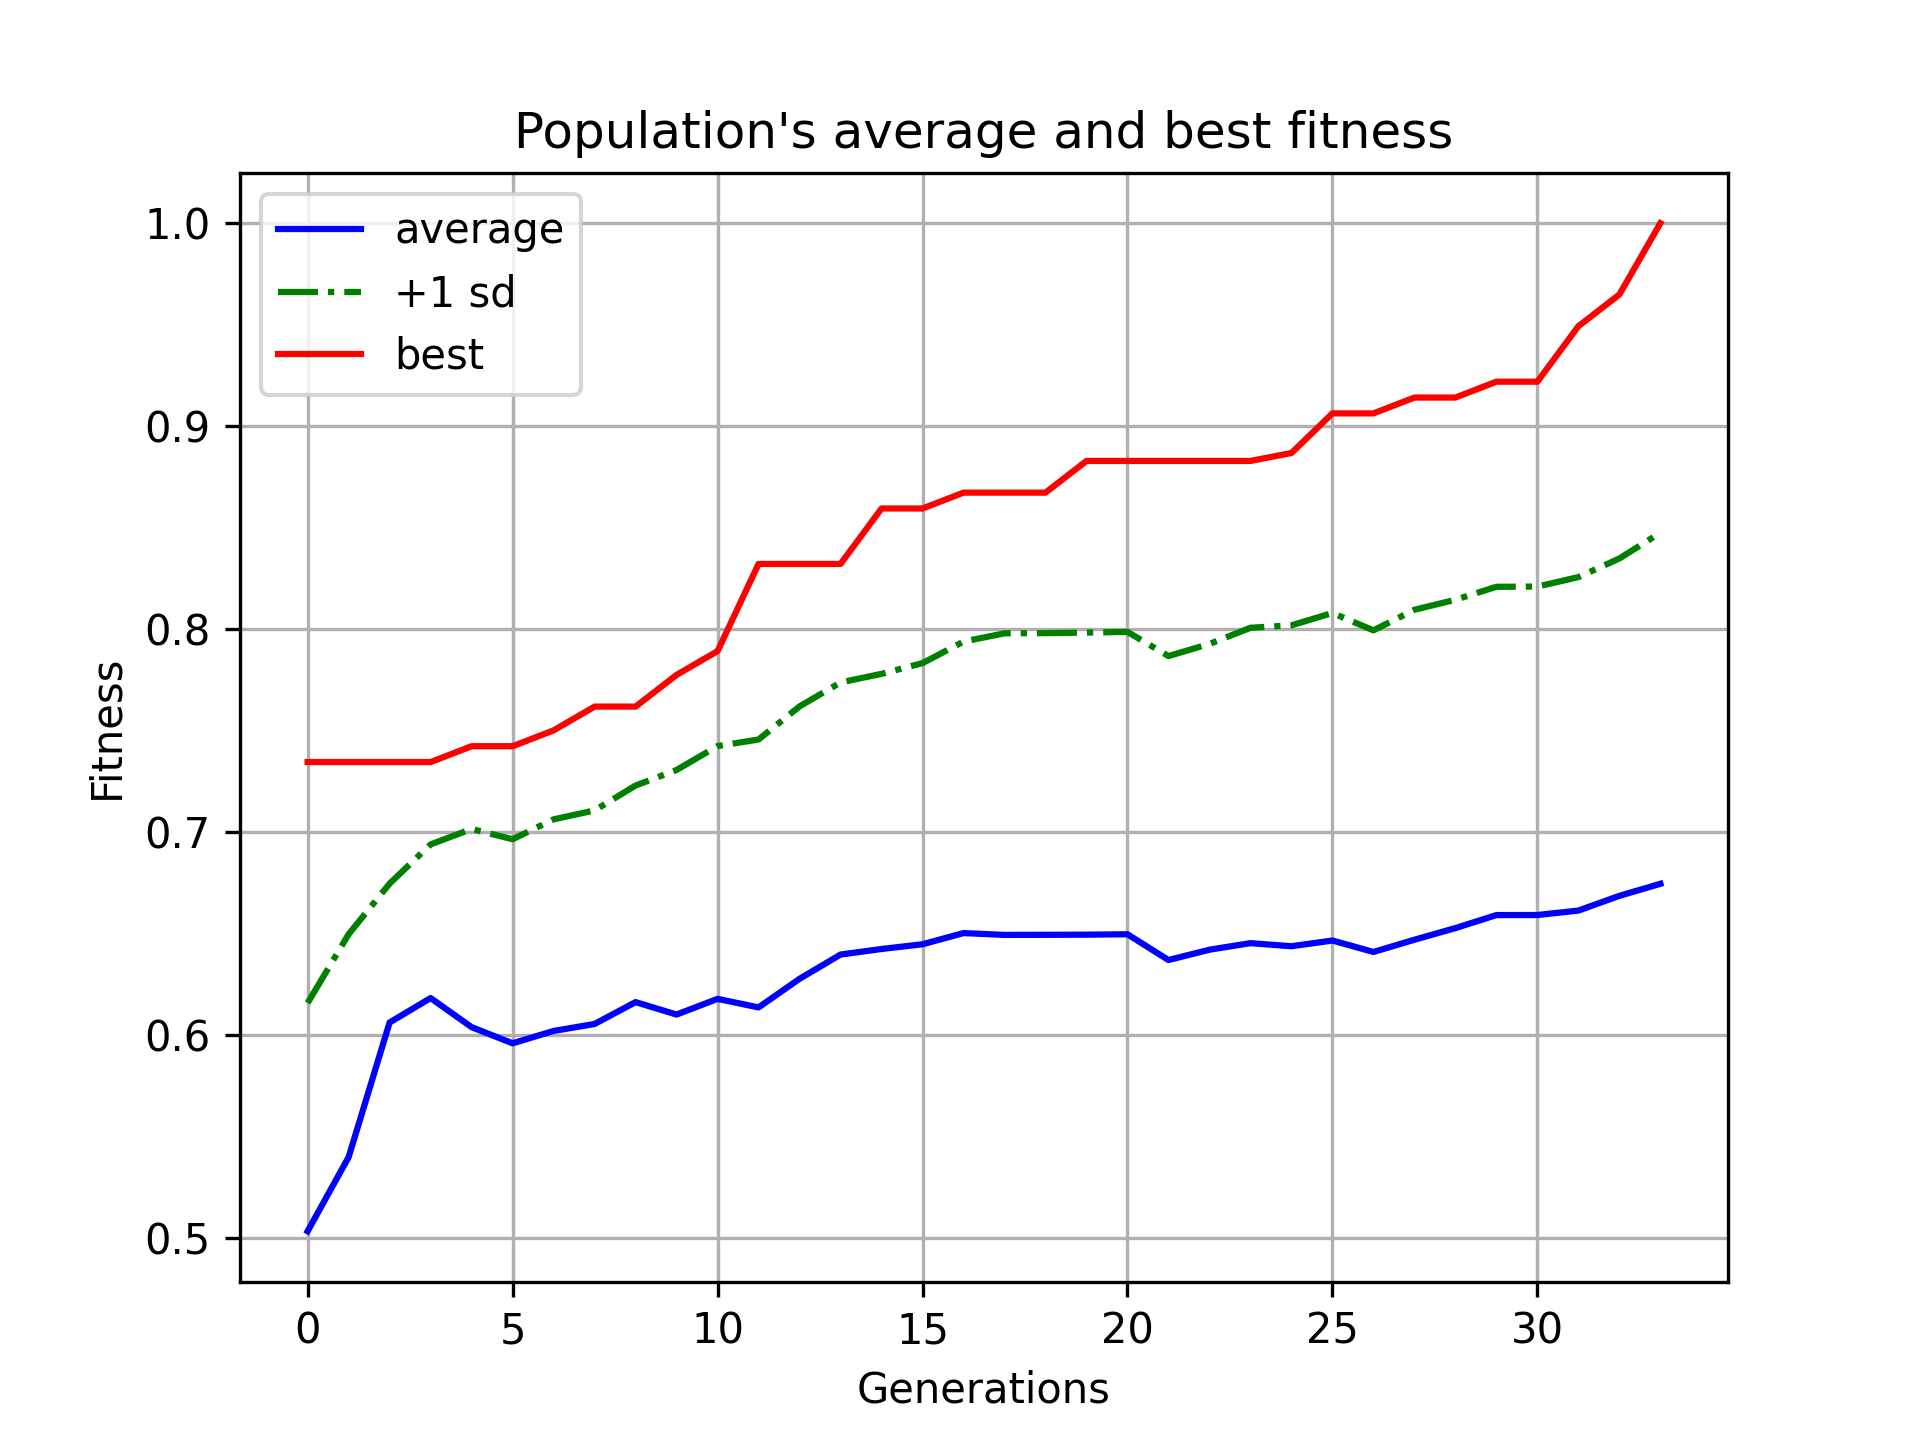 Population's average and best fitness
average
+1 sd
best
1.0
0.9
0.8
0.7
0.6
0.5
Fitness
0 5 10 15 20 25 30
Generations